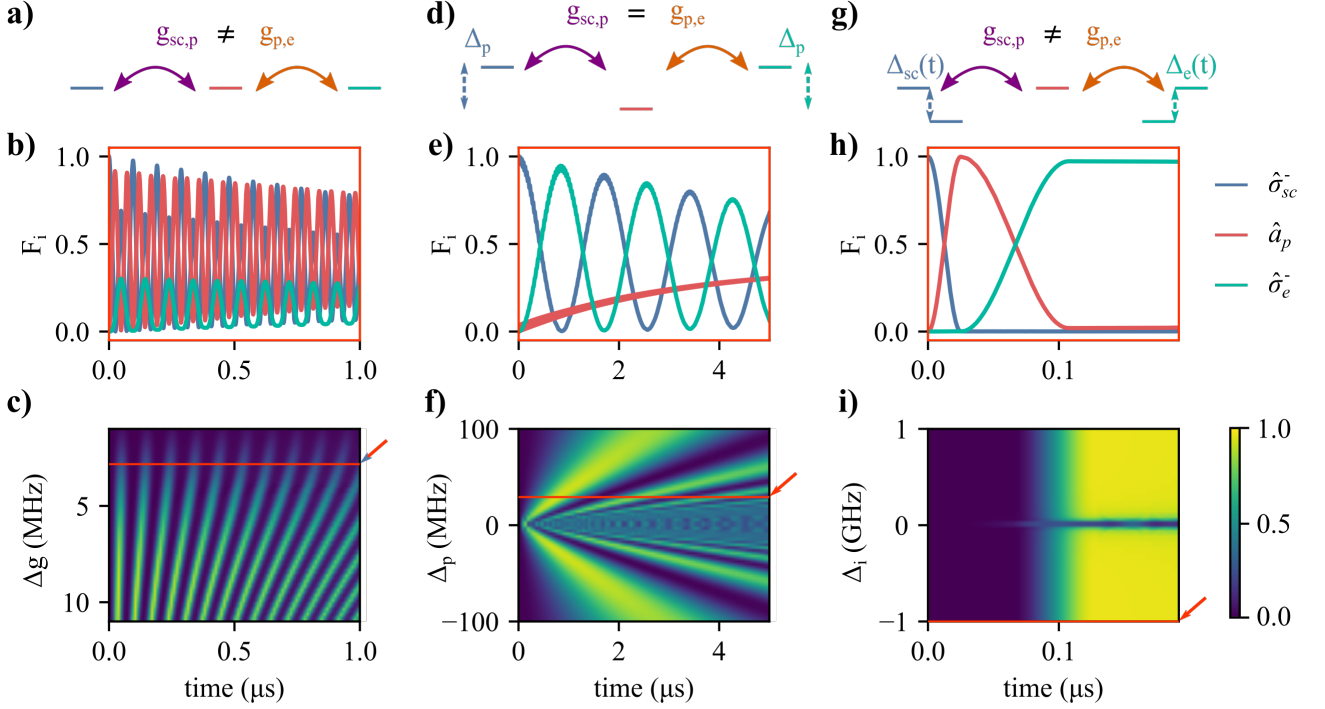 a)
g_sc,p ≠ g_p,e
b)
1.0
0.5
0.0
F_i
0.0 0.5 1.0
c)
5
10
Δg (MHz)
0.0 0.5 1.0
time (μs)
d)
g_sc,p = g_p,e
Δ_p Δ_p
e)
1.0
0.5
0.0
F_i
0 2 4
f)
100
0
−100
Δ_p (MHz)
0 2 4
time (μs)
g)
g_sc,p ≠ g_p,e
Δ_sc(t) Δ_e(t)
h)
1.0
0.5
0.0
F_i
0.0 0.1
σ̂⁻_sc
â_p
σ̂⁻_e
i)
1
0
−1
Δ_i (GHz)
0.0 0.1
time (μs)
1.0
0.5
0.0